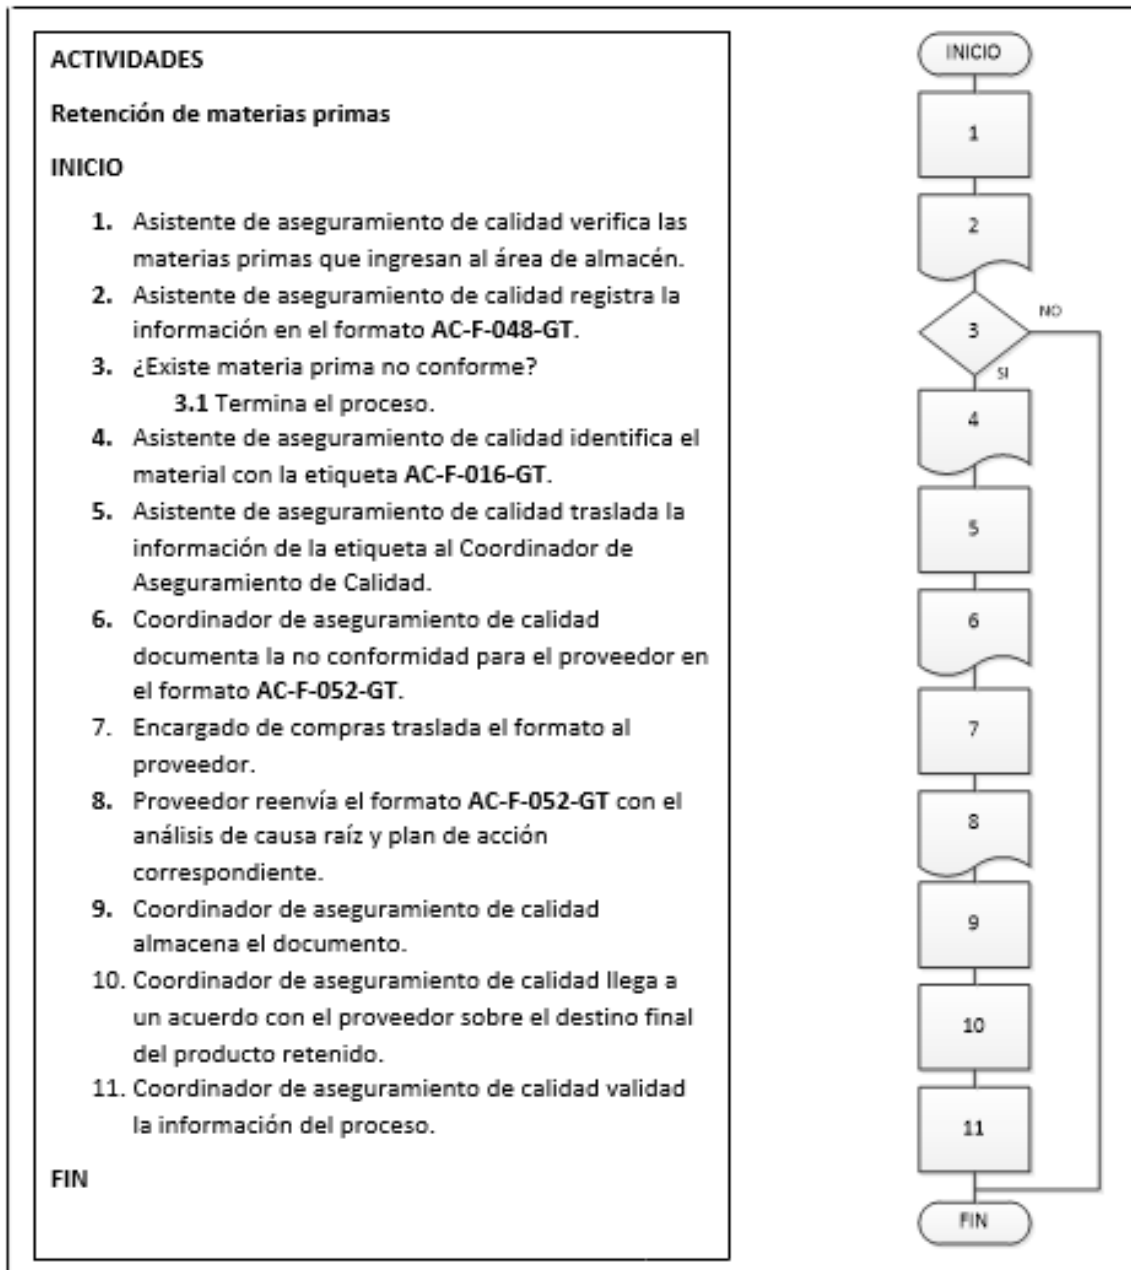 ACTIVIDADES
Retención de materias primas
INICIO
1. Asistente de aseguramiento de calidad verifica las
materias primas que ingresan al área de almacén.
2. Asistente de aseguramiento de calidad registra la
información en el formato AC-F-048-GT.
3. ¿Existe materia prima no conforme?
3.1 Termina el proceso.
4. Asistente de aseguramiento de calidad identifica el
material con la etiqueta AC-F-016-GT.
5. Asistente de aseguramiento de calidad traslada la
información de la etiqueta al Coordinador de
Aseguramiento de Calidad.
6. Coordinador de aseguramiento de calidad
documenta la no conformidad para el proveedor en
el formato AC-F-052-GT.
7. Encargado de compras traslada el formato al
proveedor.
8. Proveedor reenvía el formato AC-F-052-GT con el
análisis de causa raíz y plan de acción
correspondiente.
9. Coordinador de aseguramiento de calidad
almacena el documento.
10. Coordinador de aseguramiento de calidad llega a
un acuerdo con el proveedor sobre el destino final
del producto retenido.
11. Coordinador de aseguramiento de calidad validad
la información del proceso.
FIN
INICIO
1
2
3
NO
SI
4
5
6
7
8
9
10
11
FIN